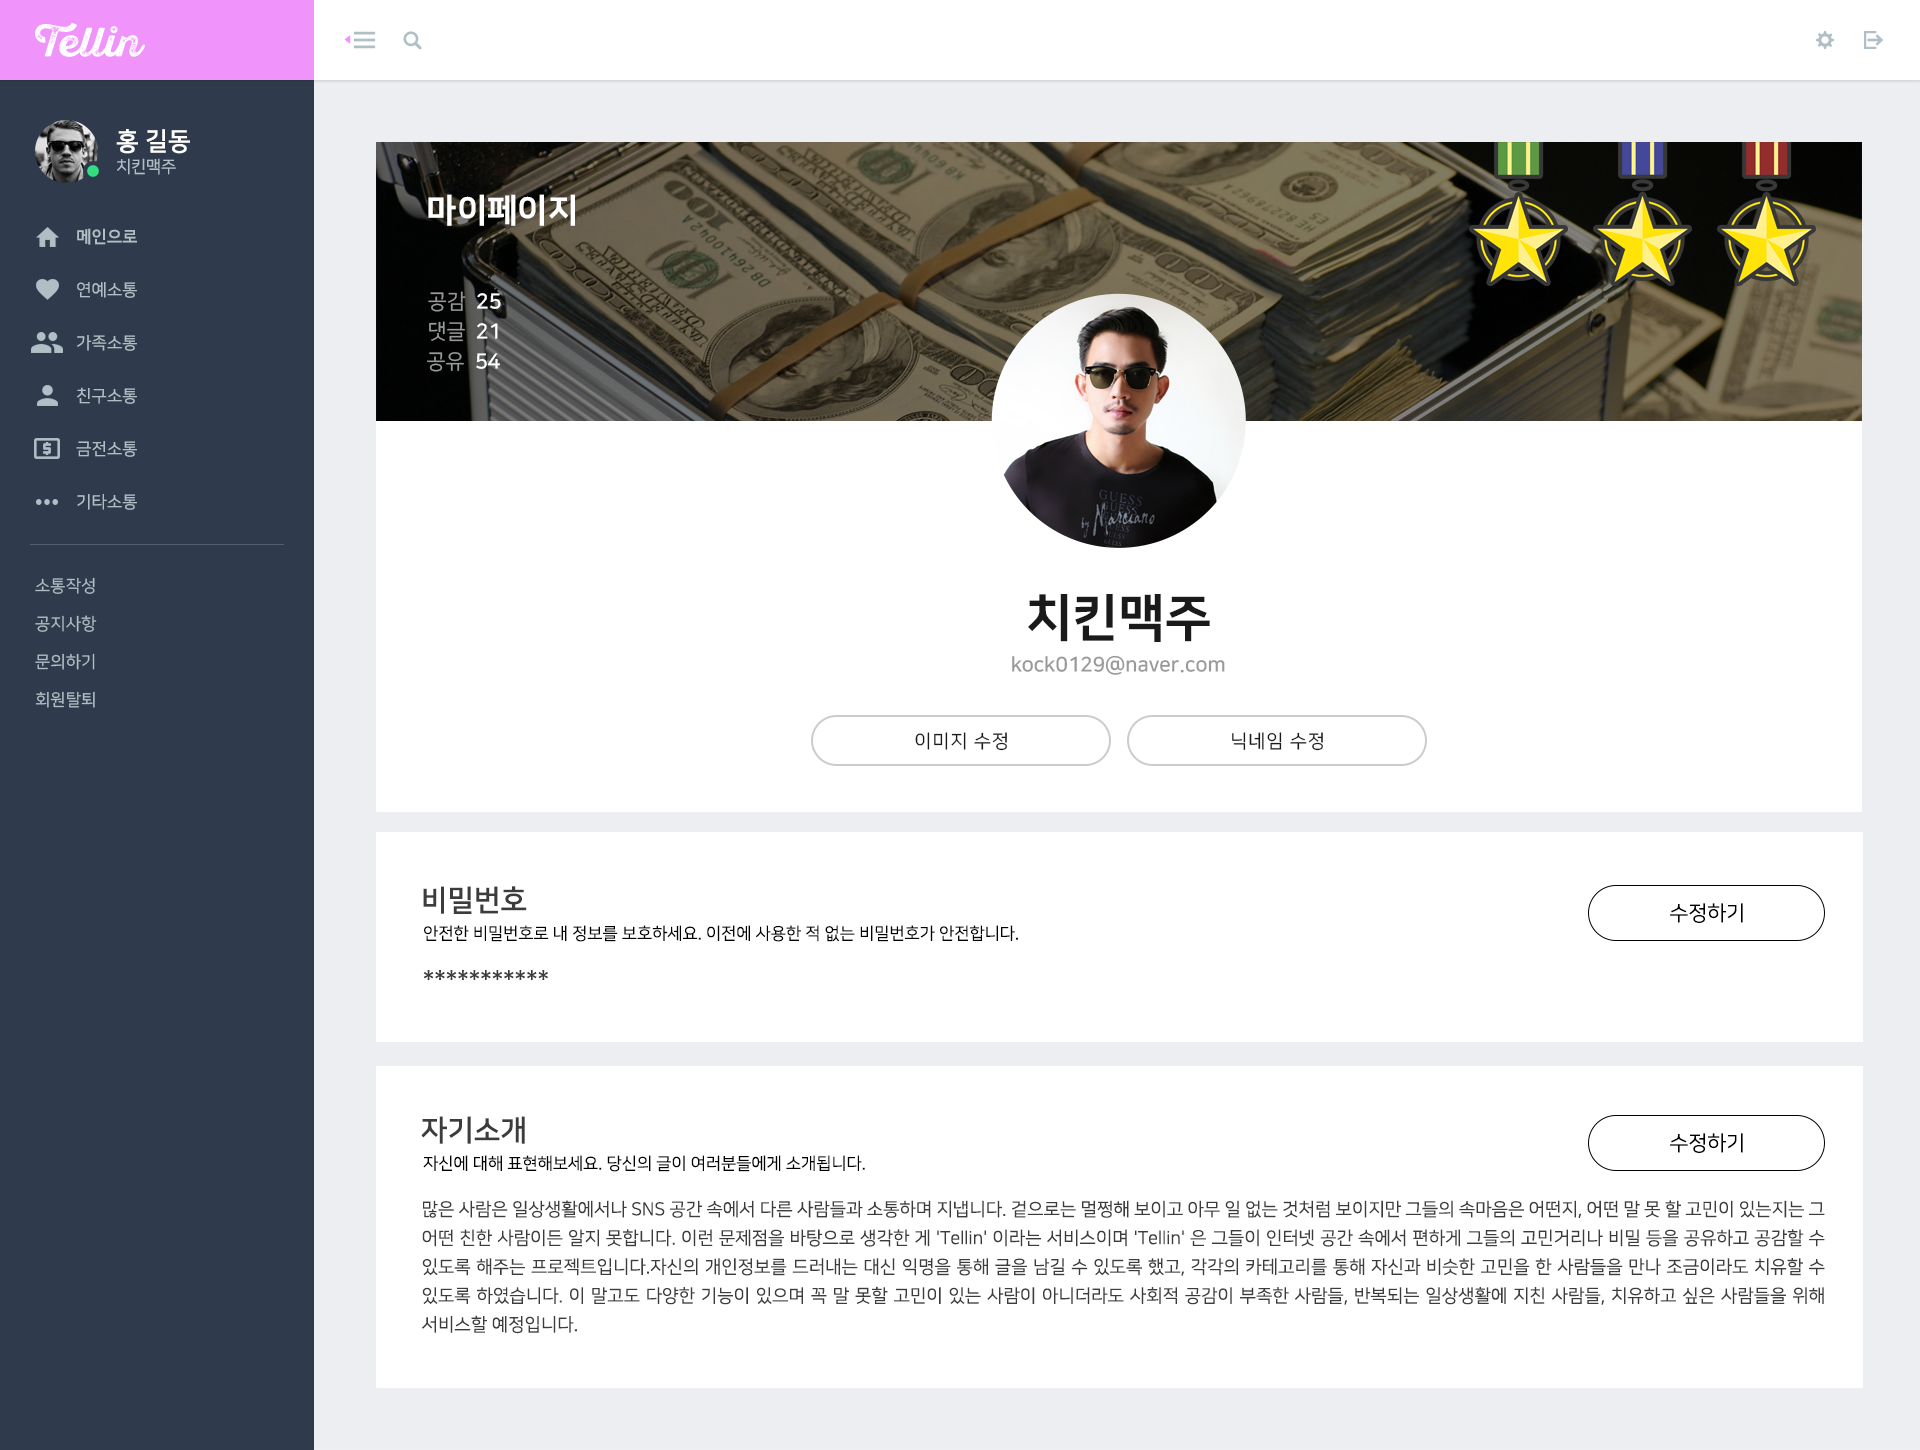 Tellin
홍 길동
치킨맥주
메인으로
연예소통
가족소통
친구소통
금전소통
기타소통
소통작성
공지사항
문의하기
회원탈퇴
마이페이지
공감 25
댓글 21
공유 54
GUESS
by Marciano
치킨맥주
kock0129@naver.com
이미지 수정
닉네임 수정
비밀번호
안전한 비밀번호로 내 정보를 보호하세요. 이전에 사용한 적 없는 비밀번호가 안전합니다.
***********
수정하기
자기소개
자신에 대해 표현해보세요. 당신의 글이 여러분들에게 소개됩니다.
수정하기
많은 사람은 일상생활에서나 SNS 공간 속에서 다른 사람들과 소통하며 지냅니다. 겉으로는 멀쩡해 보이고 아무 일 없는 것처럼 보이지만 그들의 속마음은 어떤지, 어떤 말 못 할 고민이 있는지는 그
어떤 친한 사람이든 알지 못합니다. 이런 문제점을 바탕으로 생각한 게 'Tellin' 이라는 서비스이며 'Tellin' 은 그들이 인터넷 공간 속에서 편하게 그들의 고민거리나 비밀 등을 공유하고 공감할 수
있도록 해주는 프로젝트입니다.자신의 개인정보를 드러내는 대신 익명을 통해 글을 남길 수 있도록 했고, 각각의 카테고리를 통해 자신과 비슷한 고민을 한 사람들을 만나 조금이라도 치유할 수
있도록 하였습니다. 이 말고도 다양한 기능이 있으며 꼭 말 못할 고민이 있는 사람이 아니더라도 사회적 공감이 부족한 사람들, 반복되는 일상생활에 지친 사람들, 치유하고 싶은 사람들을 위해
서비스할 예정입니다.